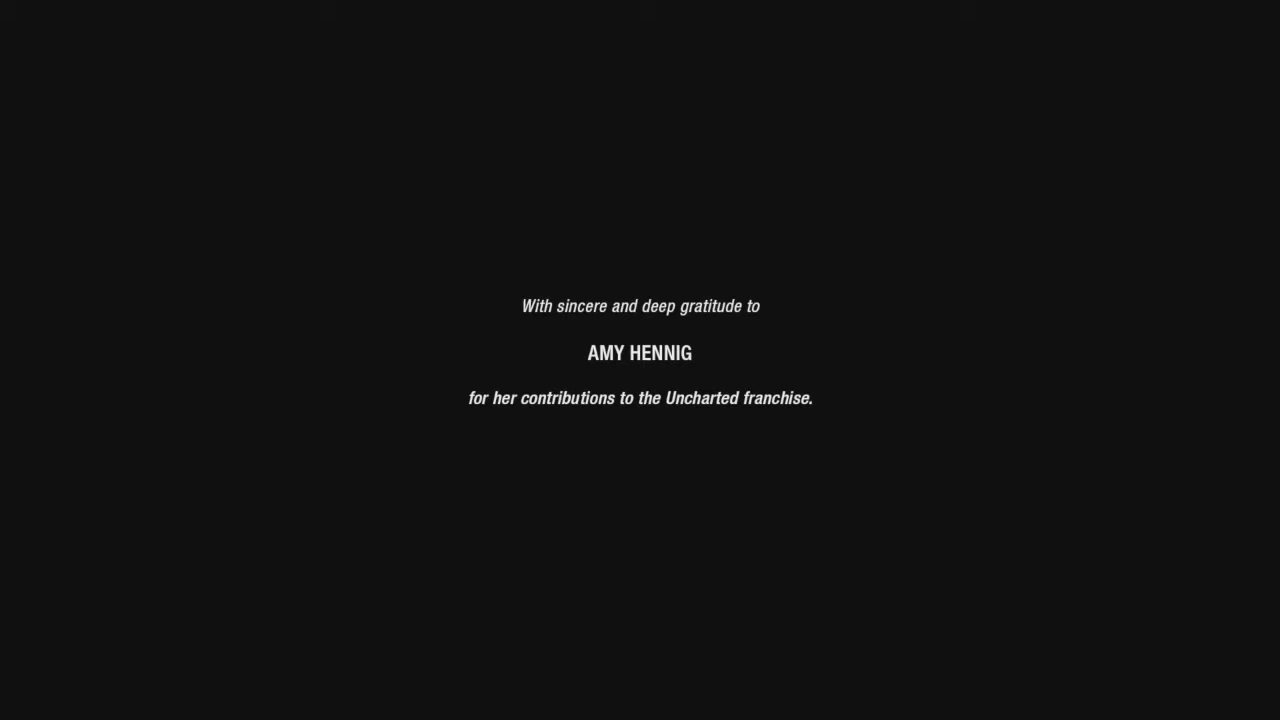 With sincere and deep gratitude to
AMY HENNIG
for her contributions to the Uncharted franchise.